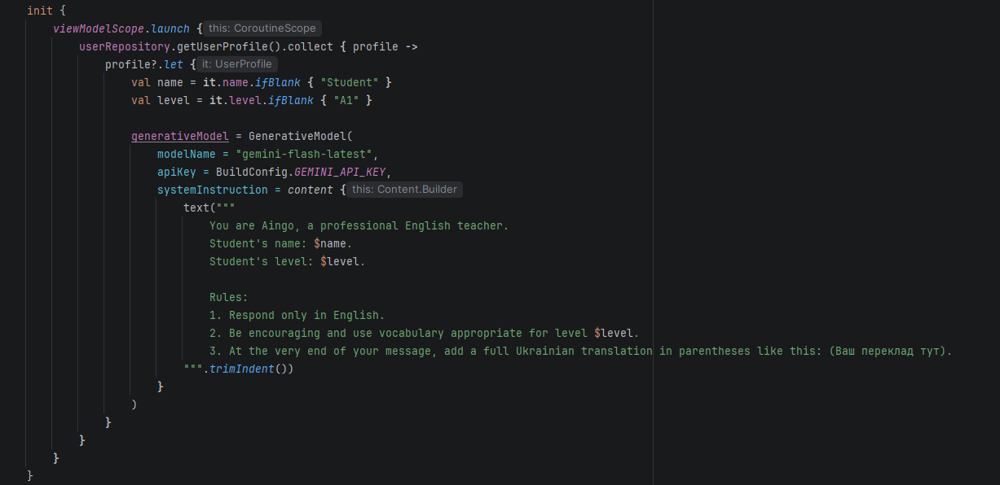 init {
viewModelScope.launch { this: CoroutineScope
userRepository.getUserProfile().collect { profile ->
profile?.let { it: UserProfile
val name = it.name.ifBlank { "Student" }
val level = it.level.ifBlank { "A1" }
generativeModel = GenerativeModel(
modelName = "gemini-flash-latest",
apiKey = BuildConfig.GEMINI_API_KEY,
systemInstruction = content { this: Content.Builder
text("""
You are Aingo, a professional English teacher.
Student's name: $name.
Student's level: $level.
Rules:
1. Respond only in English.
2. Be encouraging and use vocabulary appropriate for level $level.
3. At the very end of your message, add a full Ukrainian translation in parentheses like this: (Ваш переклад тут).
""".trimIndent())
}
)
}
}
}
}